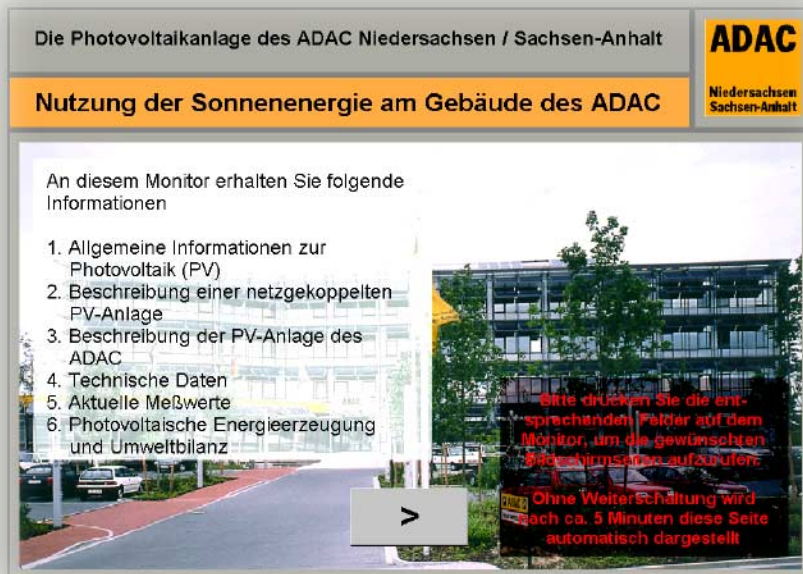 Die Photovoltaikanlage des ADAC Niedersachsen / Sachsen-Anhalt
ADAC
Niedersachsen
Sachsen-Anhalt
Nutzung der Sonnenenergie am Gebäude des ADAC
An diesem Monitor erhalten Sie folgende
Informationen
1. Allgemeine Informationen zur
Photovoltaik (PV)
2. Beschreibung einer netzgekoppelten
PV-Anlage
3. Beschreibung der PV-Anlage des
ADAC
4. Technische Daten
5. Aktuelle Meßwerte
6. Photovoltaische Energieerzeugung
und Umweltbilanz
Bitte drücken Sie die ent-
sprechenden Felder auf dem
Monitor, um die gewünschten
Bildschirmseiten aufzurufen.
Ohne Weiterschaltung wird
nach ca. 5 Minuten diese Seite
automatisch dargestellt
>